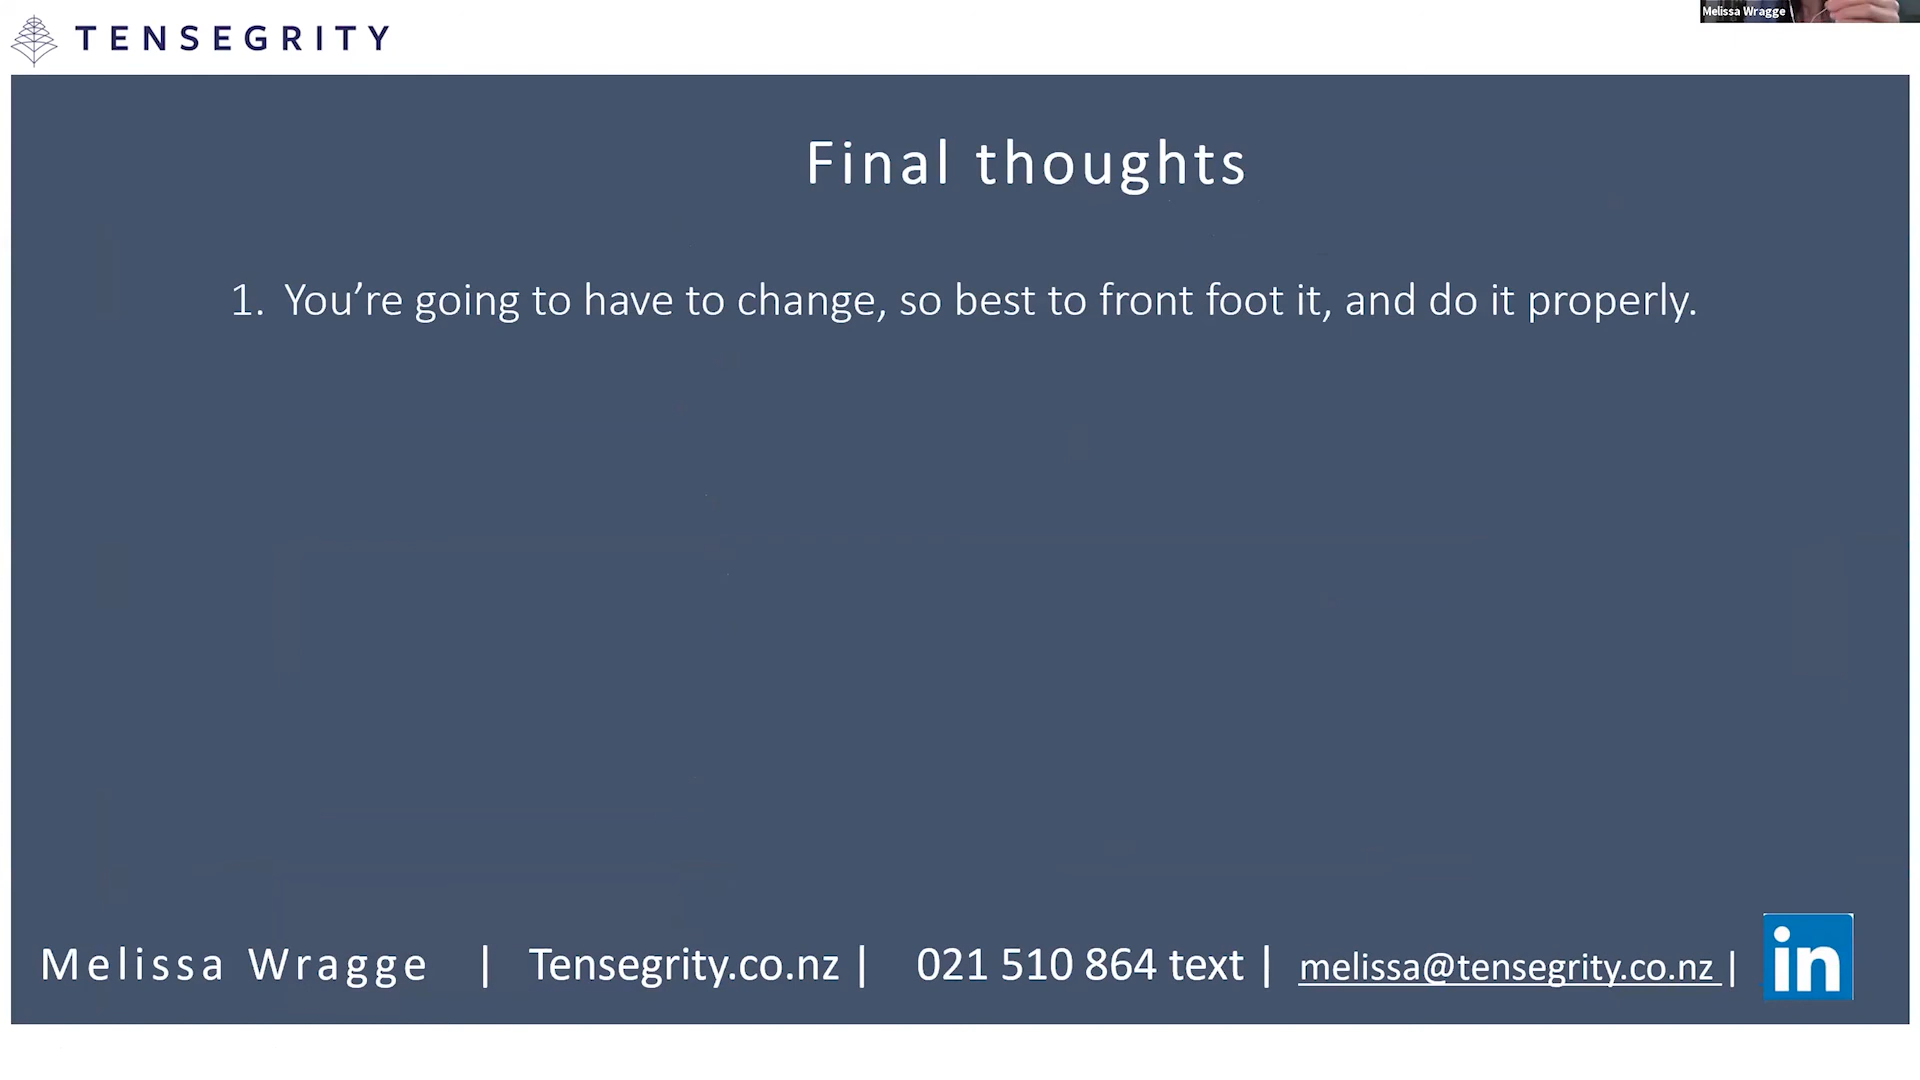 TENSEGRITY
Melissa Wragge
Final thoughts
1. You’re going to have to change, so best to front foot it, and do it properly.
Melissa Wragge | Tensegrity.co.nz | 021 510 864 text | melissa@tensegrity.co.nz | in